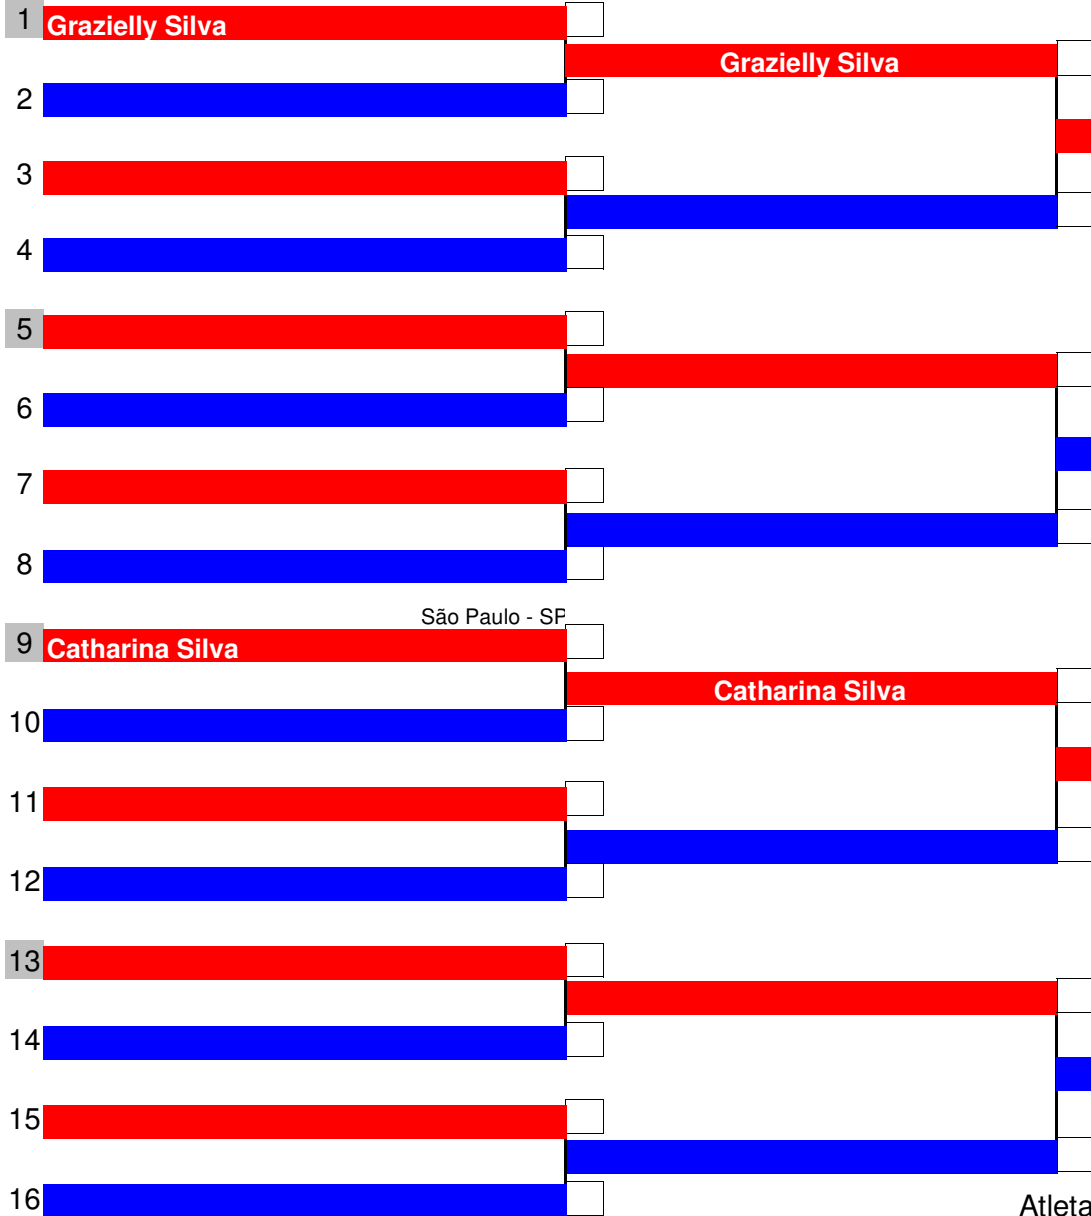 1 Grazielly Silva
Grazielly Silva
2
3
4
5
6
7
8
São Paulo - SP
9 Catharina Silva
Catharina Silva
10
11
12
13
14
15
16
Atleta